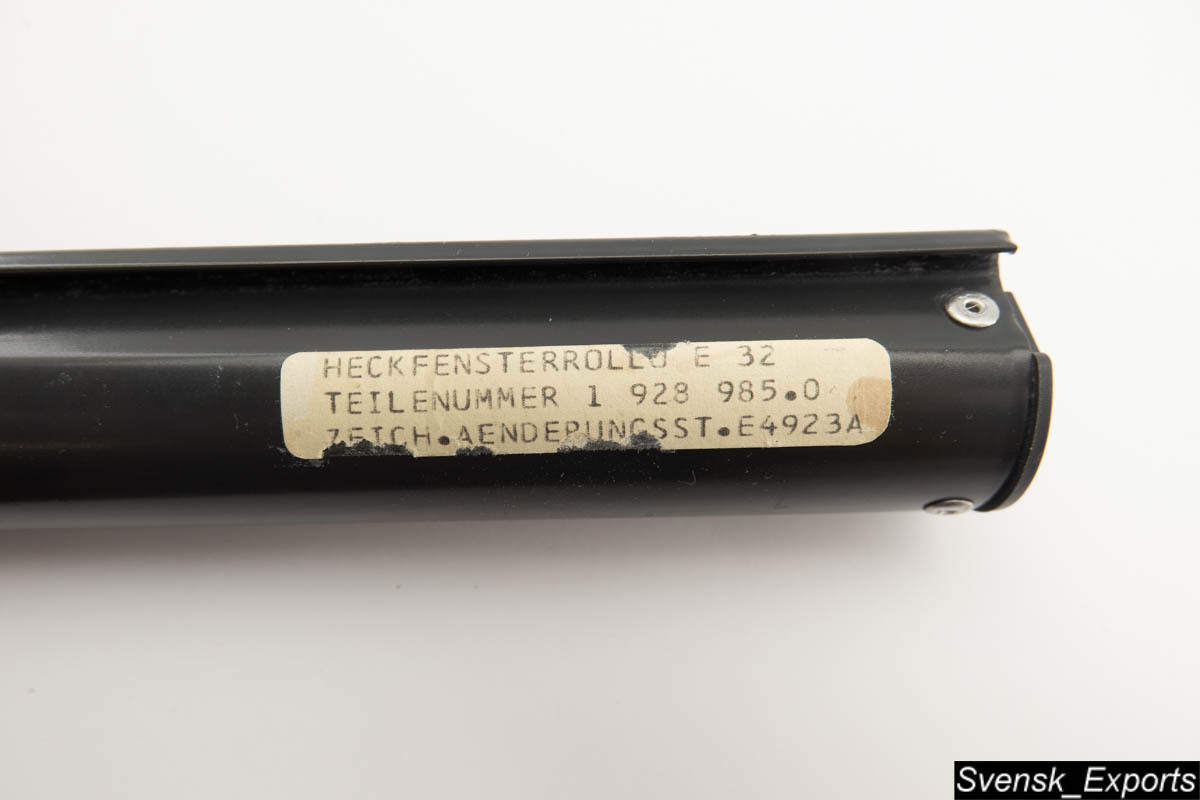 HECKFENSTERROLLO E 32
TEILENUMMER 1 928 985.0
ZEICH.AENDERUNGSST.E4923A
Svensk_Exports